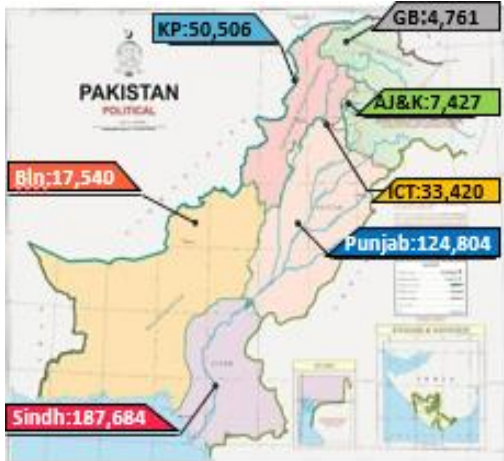 GB:4,761
KP:50,506
PAKISTAN
POLITICAL
AJ&K:7,427
Bln:17,540
ICT:33,420
Punjab:124,804
Sindh:187,684